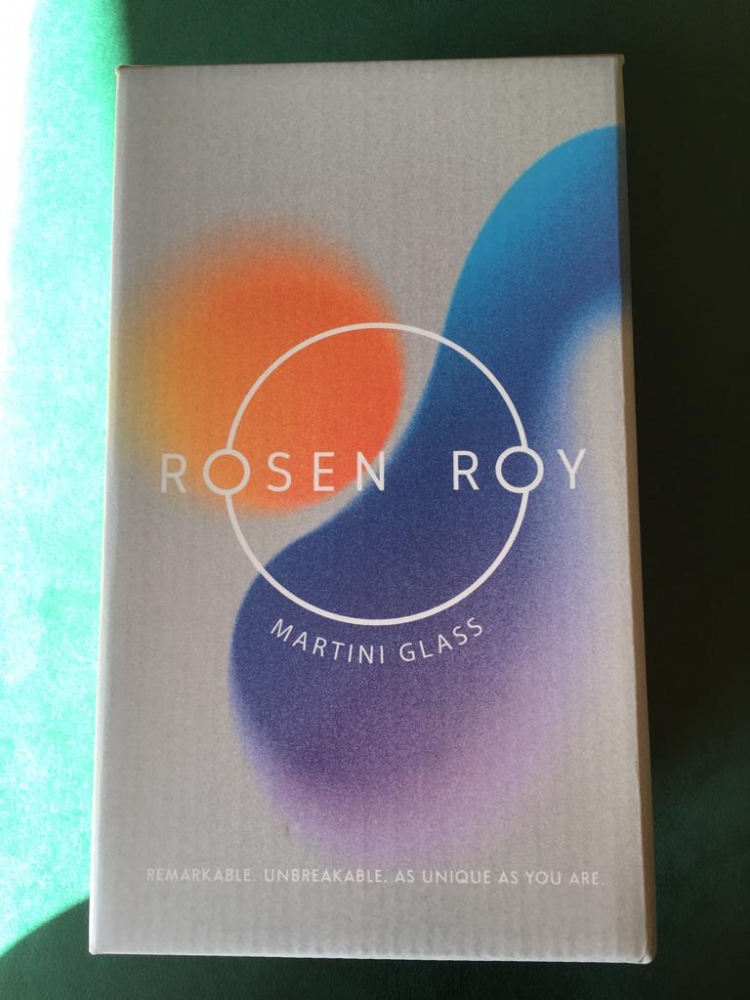 ROSEN ROY
MARTINI GLASS
REMARKABLE. UNBREAKABLE. AS UNIQUE AS YOU ARE.